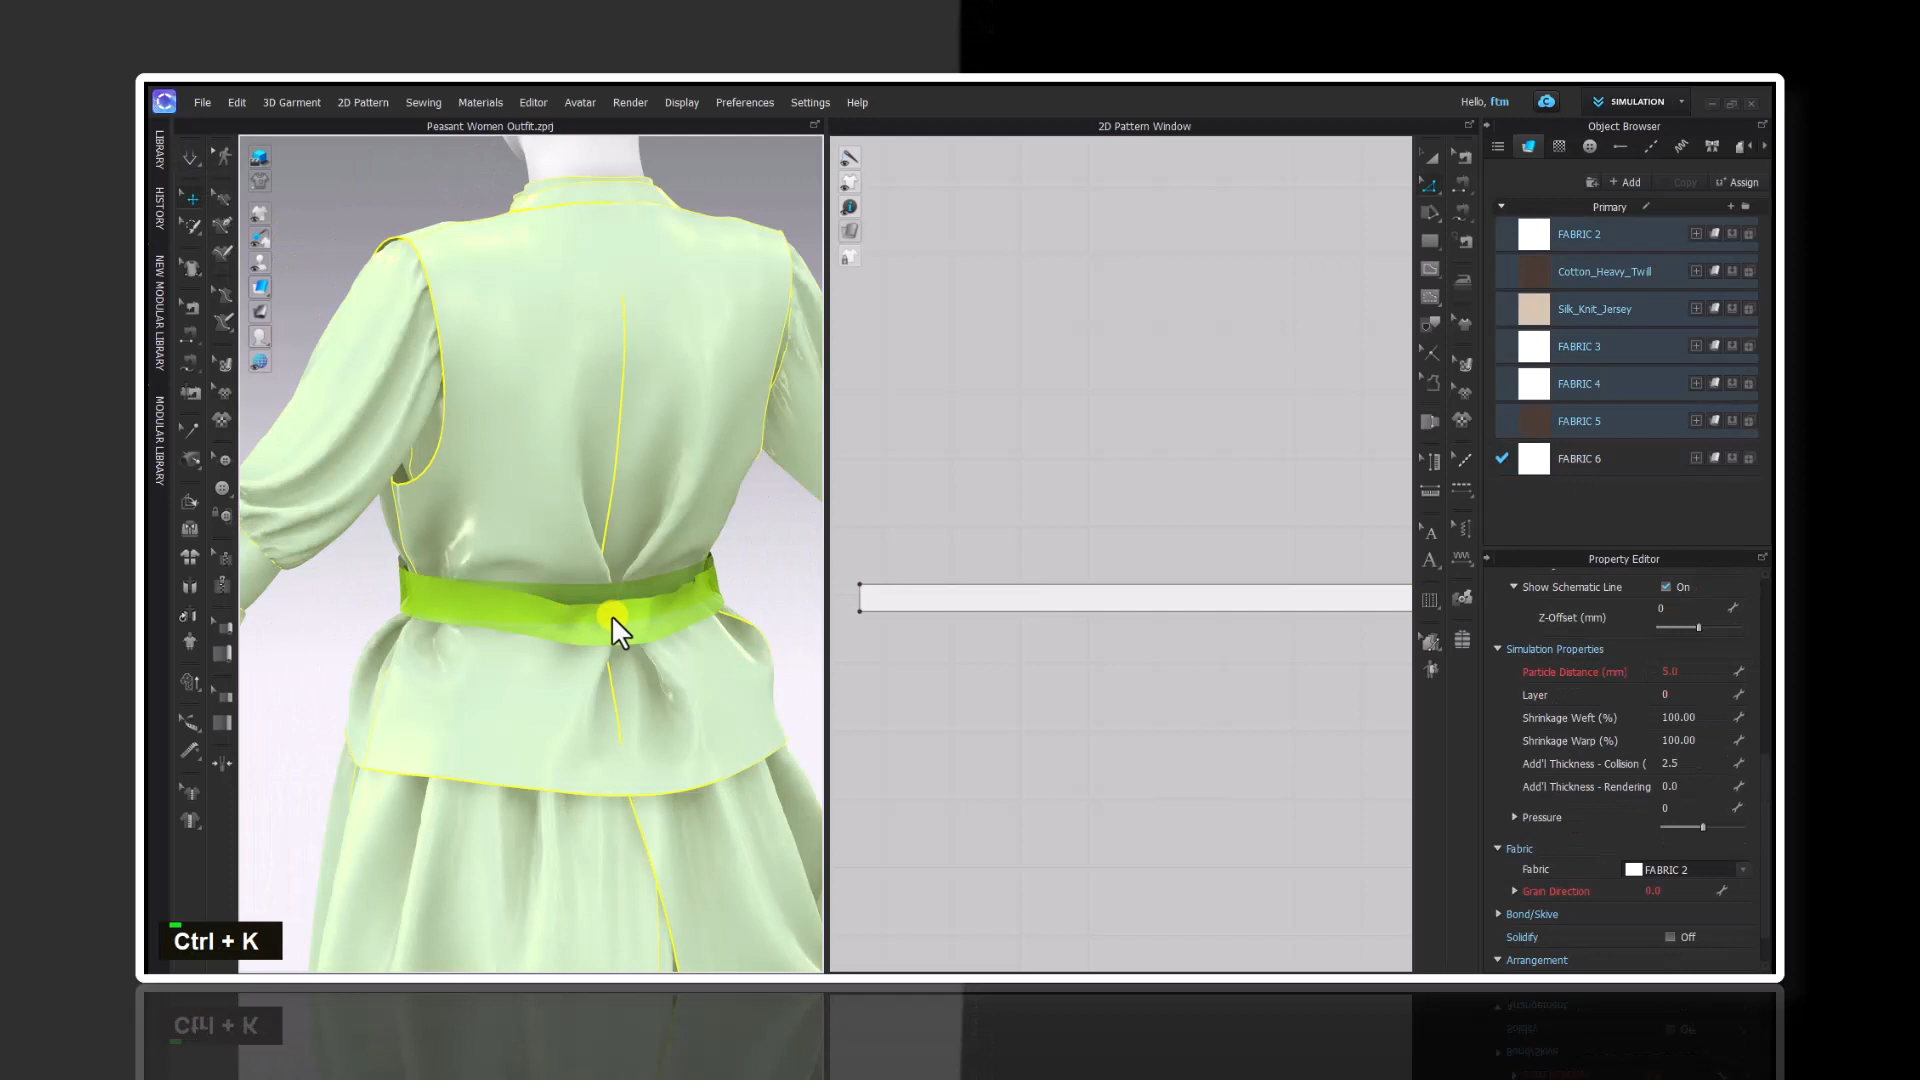 File Edit 3D Garment 2D Pattern Sewing Materials Editor Avatar Render Display Preferences Settings Help
Hello, ftm
SIMULATION
Peasant Women Outfit.zprj
2D Pattern Window
Object Browser
LIBRARY
HISTORY
NEW MODULAR LIBRARY
MODULAR LIBRARY
+ Add
Copy
Assign
Primary
FABRIC 2
Cotton_Heavy_Twill
Silk_Knit_Jersey
FABRIC 3
FABRIC 4
FABRIC 5
FABRIC 6
Property Editor
Show Schematic Line On
Z-Offset (mm) 0
Simulation Properties
Particle Distance (mm) 5.0
Layer 0
Shrinkage Weft (%) 100.00
Shrinkage Warp (%) 100.00
Add'l Thickness - Collision ( 2.5
Add'l Thickness - Rendering 0.0
Pressure 0
Fabric
Fabric FABRIC 2
Grain Direction 0.0
Bond/Skive
Solidify Off
Arrangement
Ctrl + K